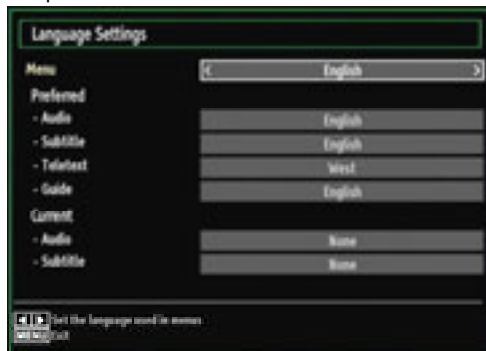 Language Settings
Menu < English >
Preferred
- Audio English
- Subtitle English
- Teletext West
- Guide English
Current
- Audio None
- Subtitle None
Set the language used in menus
MENU Exit